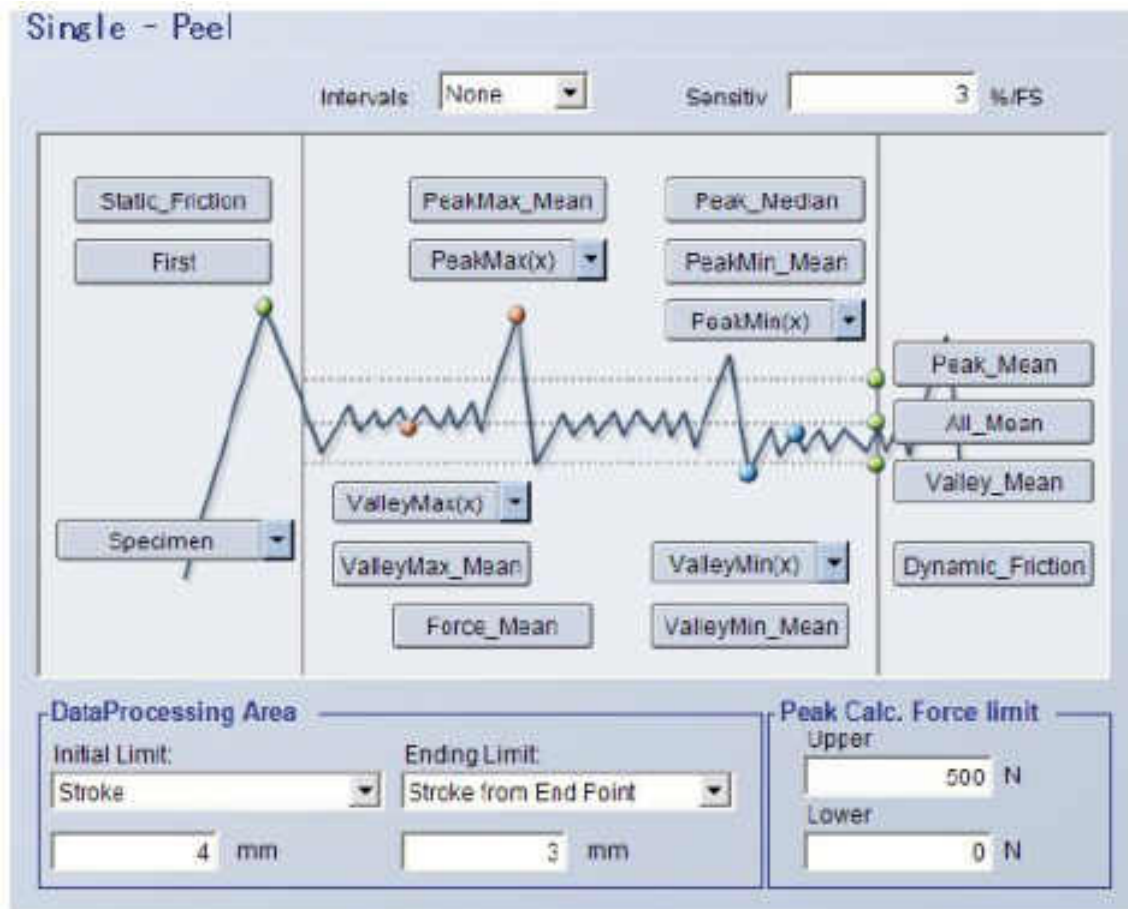 Single - Peel
Intervals None Sensitiv 3 %/FS
Static_Friction PeakMax_Mean Peak_Median
First PeakMax(x) PeakMin_Mean
PeakMin(x)
Peak_Mean
All_Mean
Valley_Mean
ValleyMax(x)
Specimen
ValleyMax_Mean ValleyMin(x) Dynamic_Friction
Force_Mean ValleyMin_Mean
DataProcessing Area
Initial Limit: Ending Limit:
Stroke Stroke from End Point
4 mm 3 mm
Peak Calc. Force limit
Upper
500 N
Lower
0 N